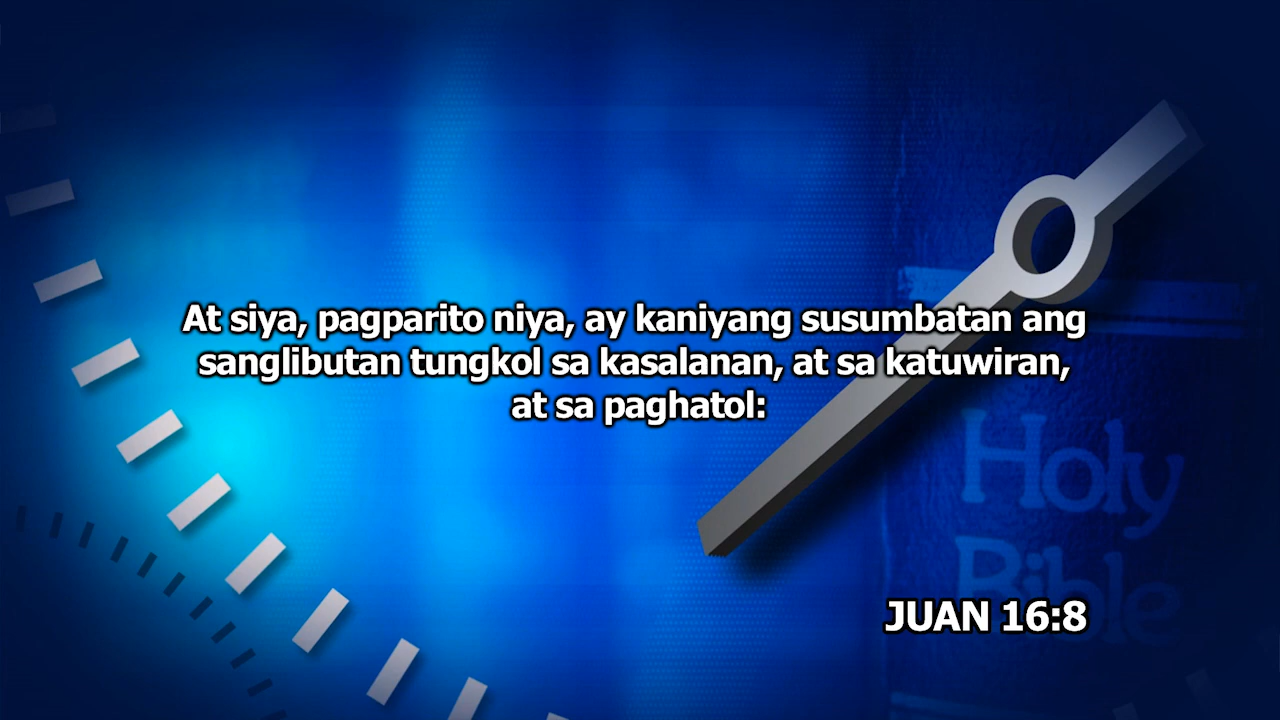 At siya, pagparito niya, ay kaniyang susumbatan ang
sanglibutan tungkol sa kasalanan, at sa katuwiran,
at sa paghatol:
Holy
Bible
JUAN 16:8